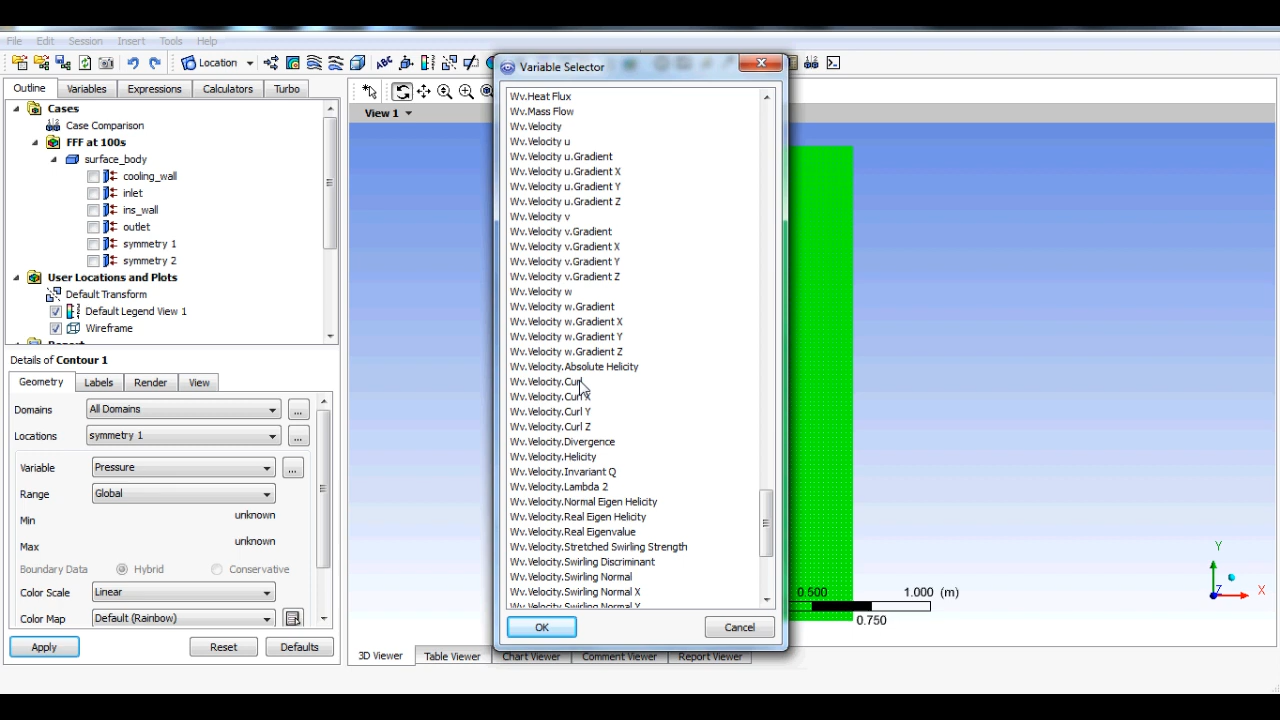 File Edit Session Insert Tools Help
Location
Outline Variables Expressions Calculators Turbo
Cases
Case Comparison
FFF at 100s
surface_body
cooling_wall
inlet
ins_wall
outlet
symmetry 1
symmetry 2
User Locations and Plots
Default Transform
Default Legend View 1
Wireframe
Details of Contour 1
Geometry Labels Render View
Domains All Domains ...
Locations symmetry 1 ...
Variable Pressure ...
Range Global
Min unknown
Max unknown
Boundary Data Hybrid Conservative
Color Scale Linear
Color Map Default (Rainbow)
Apply Reset Defaults
View 1
Variable Selector
Wv.Heat Flux
Wv.Mass Flow
Wv.Velocity
Wv.Velocity u
Wv.Velocity u.Gradient
Wv.Velocity u.Gradient X
Wv.Velocity u.Gradient Y
Wv.Velocity u.Gradient Z
Wv.Velocity v
Wv.Velocity v.Gradient
Wv.Velocity v.Gradient X
Wv.Velocity v.Gradient Y
Wv.Velocity v.Gradient Z
Wv.Velocity w
Wv.Velocity w.Gradient
Wv.Velocity w.Gradient X
Wv.Velocity w.Gradient Y
Wv.Velocity w.Gradient Z
Wv.Velocity.Absolute Helicity
Wv.Velocity.Curl
Wv.Velocity.Curl X
Wv.Velocity.Curl Y
Wv.Velocity.Curl Z
Wv.Velocity.Divergence
Wv.Velocity.Helicity
Wv.Velocity.Invariant Q
Wv.Velocity.Lambda 2
Wv.Velocity.Normal Eigen Helicity
Wv.Velocity.Real Eigen Helicity
Wv.Velocity.Real Eigenvalue
Wv.Velocity.Stretched Swirling Strength
Wv.Velocity.Swirling Discriminant
Wv.Velocity.Swirling Normal
Wv.Velocity.Swirling Normal X
Wv.Velocity.Swirling Normal Y
OK Cancel
0.500 1.000 (m)
0.750
Y
Z X
3D Viewer Table Viewer Chart Viewer Comment Viewer Report Viewer